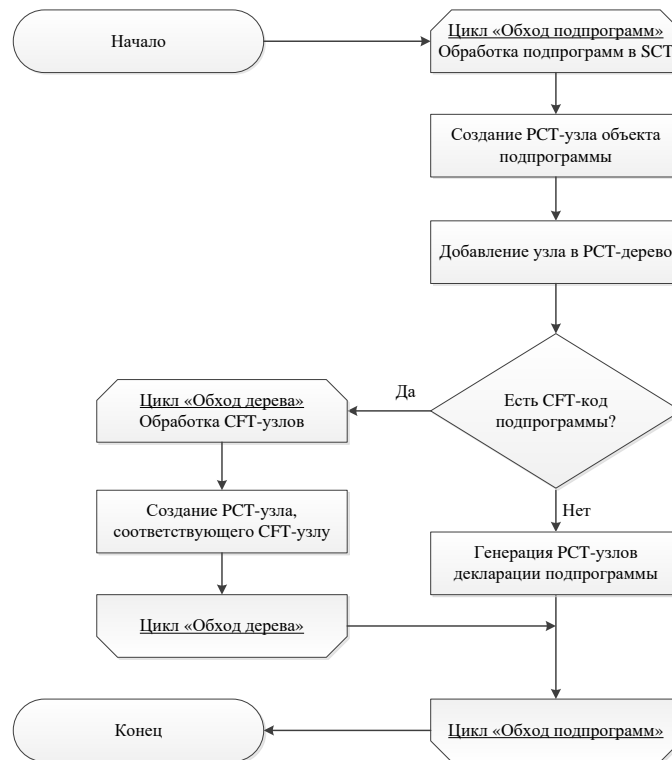 Начало
Цикл «Обход подпрограмм»
Обработка подпрограмм в SCT
Создание PCT-узла объекта
подпрограммы
Добавление узла в PCT-дерево
Есть CFT-код
подпрограммы?
Да
Нет
Цикл «Обход дерева»
Обработка CFT-узлов
Создание PCT-узла,
соответствующего CFT-узлу
Цикл «Обход дерева»
Генерация PCT-узлов
декларации подпрограммы
Цикл «Обход подпрограмм»
Конец